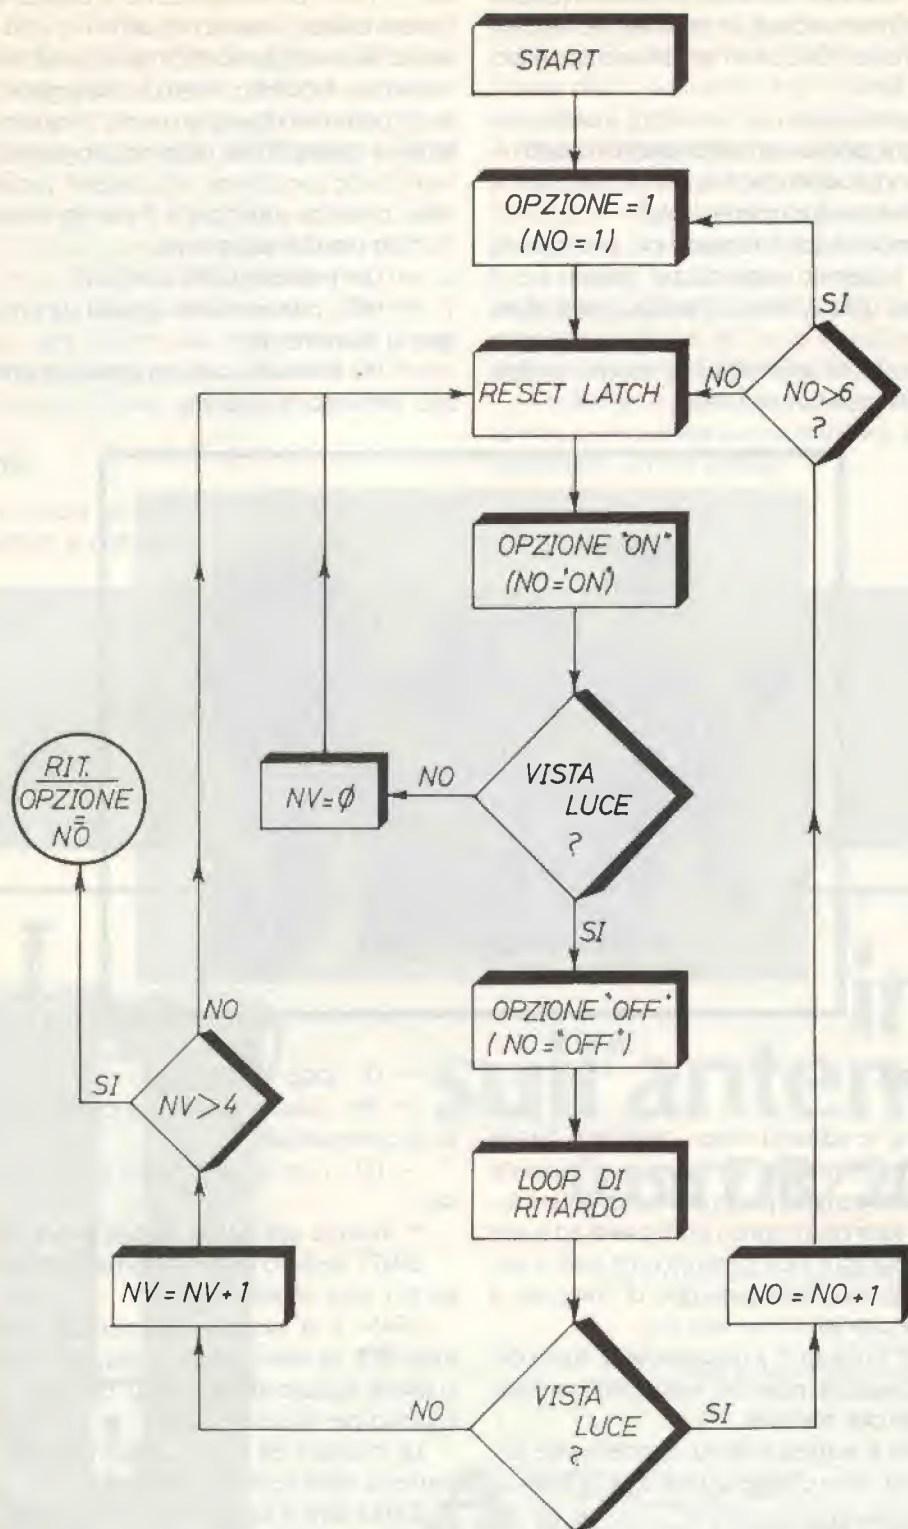 START
OPZIONE=1
(NO=1)
SI
RESET LATCH
NO
NO>6
?
OPZIONE "ON"
(NO="ON")
RIT.
OPZIONE
=
NO
NV=Ø
NO
VISTA
LUCE
?
SI
OPZIONE "OFF"
(NO="OFF")
NO
SI
NV>4
LOOP DI
RITARDO
NV=NV+1
NO=NO+1
NO
VISTA
LUCE
?
SI